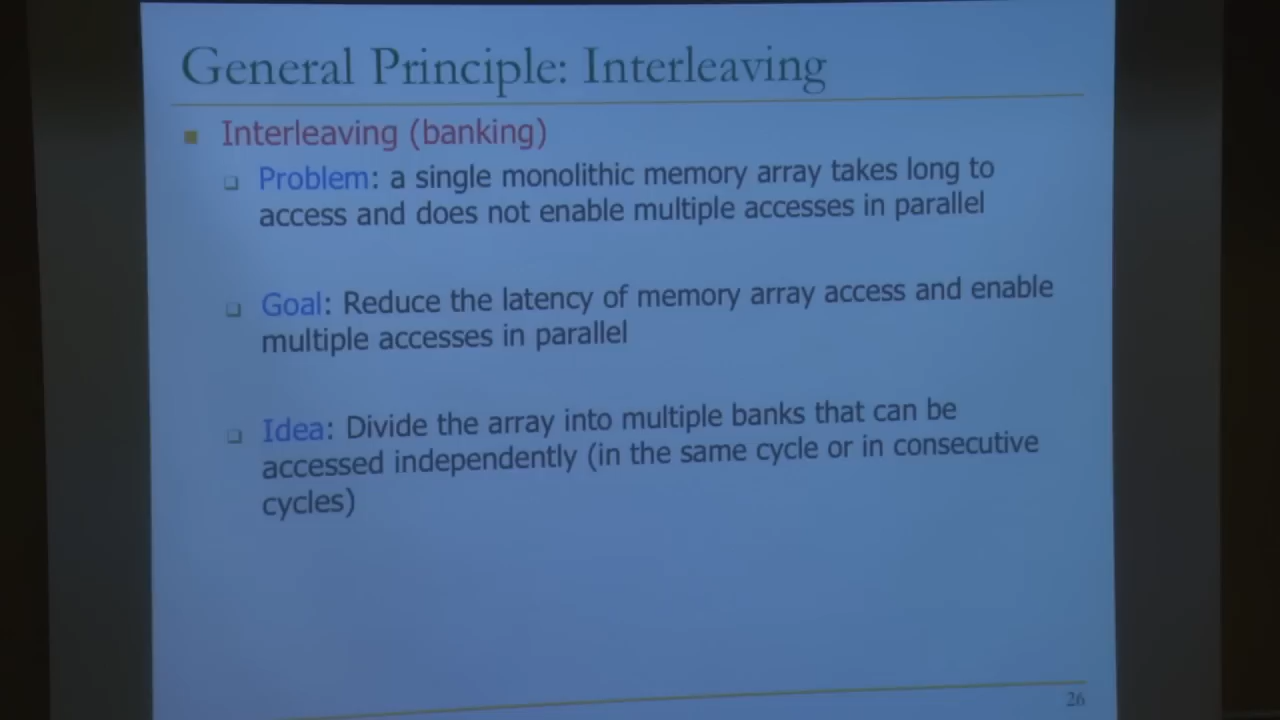 General Principle: Interleaving
Interleaving (banking)
Problem: a single monolithic memory array takes long to
access and does not enable multiple accesses in parallel
Goal: Reduce the latency of memory array access and enable
multiple accesses in parallel
Idea: Divide the array into multiple banks that can be
accessed independently (in the same cycle or in consecutive
cycles)
26